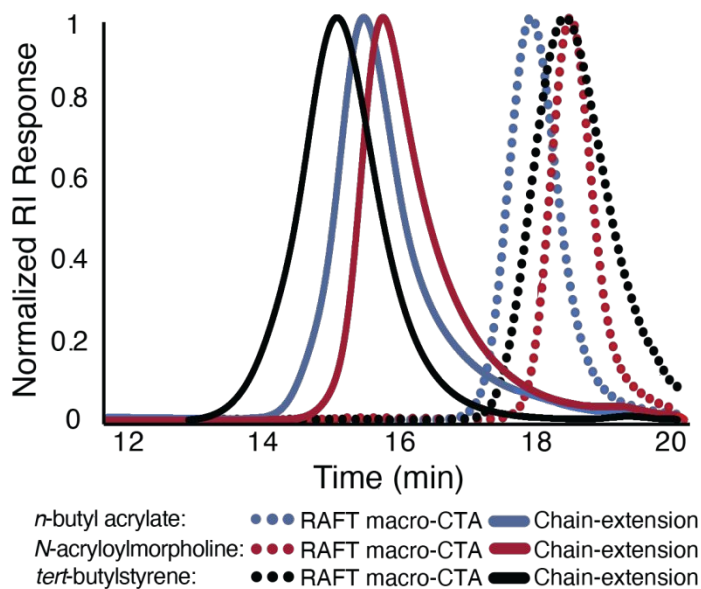 Normalized RI Response
1
0.8
0.6
0.4
0.2
0
12 14 16 18 20
Time (min)
n-butyl acrylate: RAFT macro-CTA Chain-extension
N-acryloylmorpholine: RAFT macro-CTA Chain-extension
tert-butylstyrene: RAFT macro-CTA Chain-extension